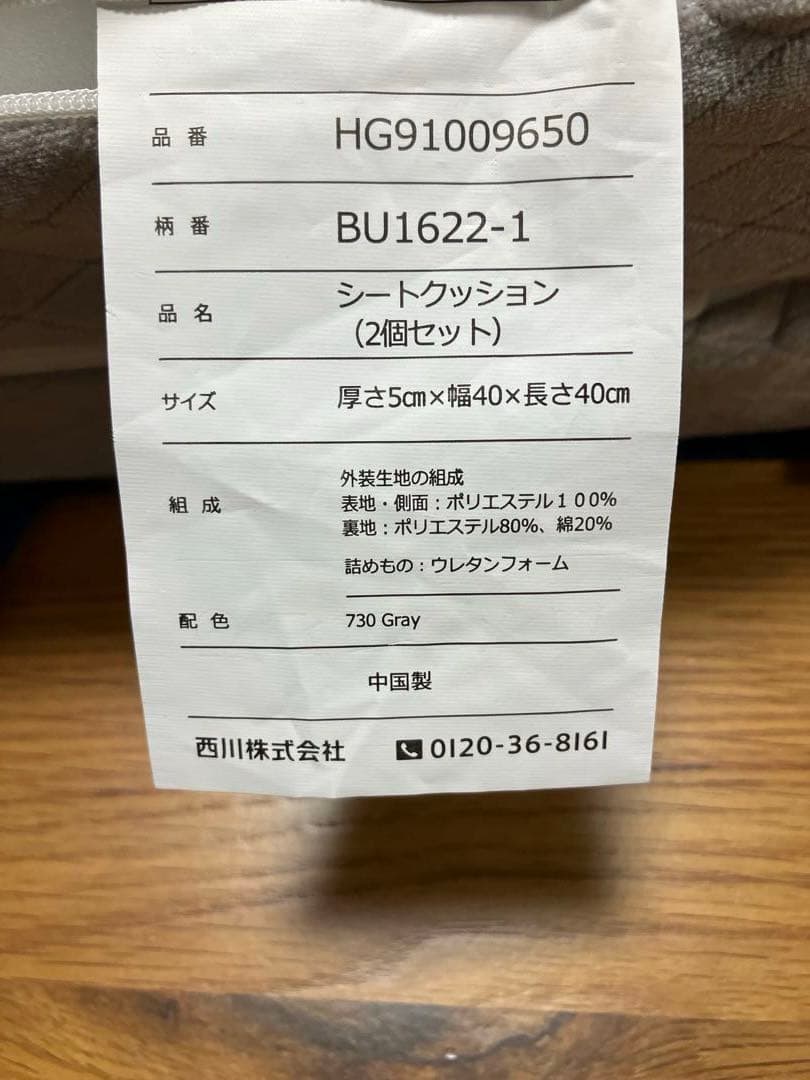 品番 HG91009650
柄番 BU1622-1
品名 シートクッション
（2個セット）
サイズ 厚さ5㎝×幅40×長さ40㎝
外装生地の組成
組成 表地・側面：ポリエステル１００%
裏地：ポリエステル80%、綿20%
詰めもの：ウレタンフォーム
配色 730 Gray
中国製
西川株式会社 0120-36-8161